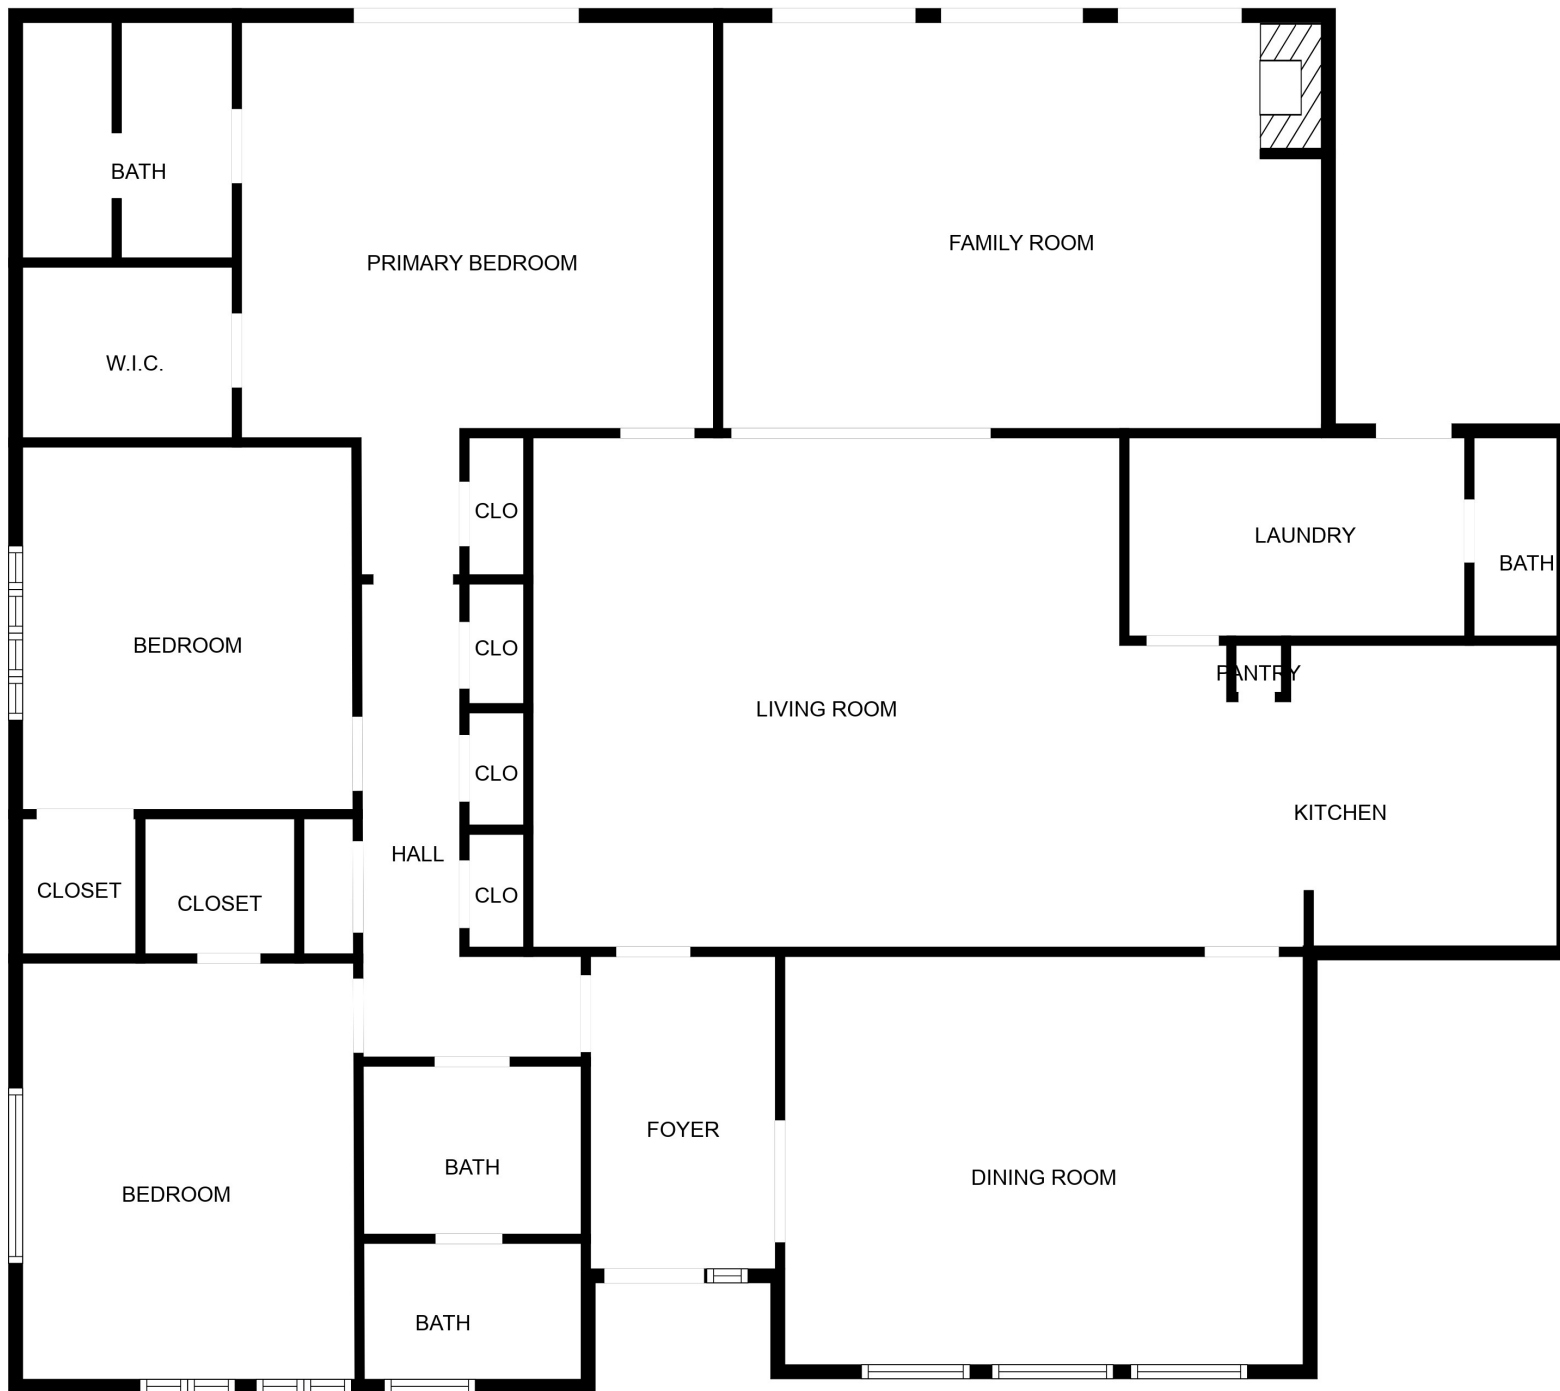 BATH
PRIMARY BEDROOM
FAMILY ROOM
W.I.C.
CLO
LAUNDRY
BATH
BEDROOM
CLO
PANTRY
LIVING ROOM
CLO
KITCHEN
HALL
CLOSET
CLOSET
CLO
FOYER
BATH
DINING ROOM
BEDROOM
BATH